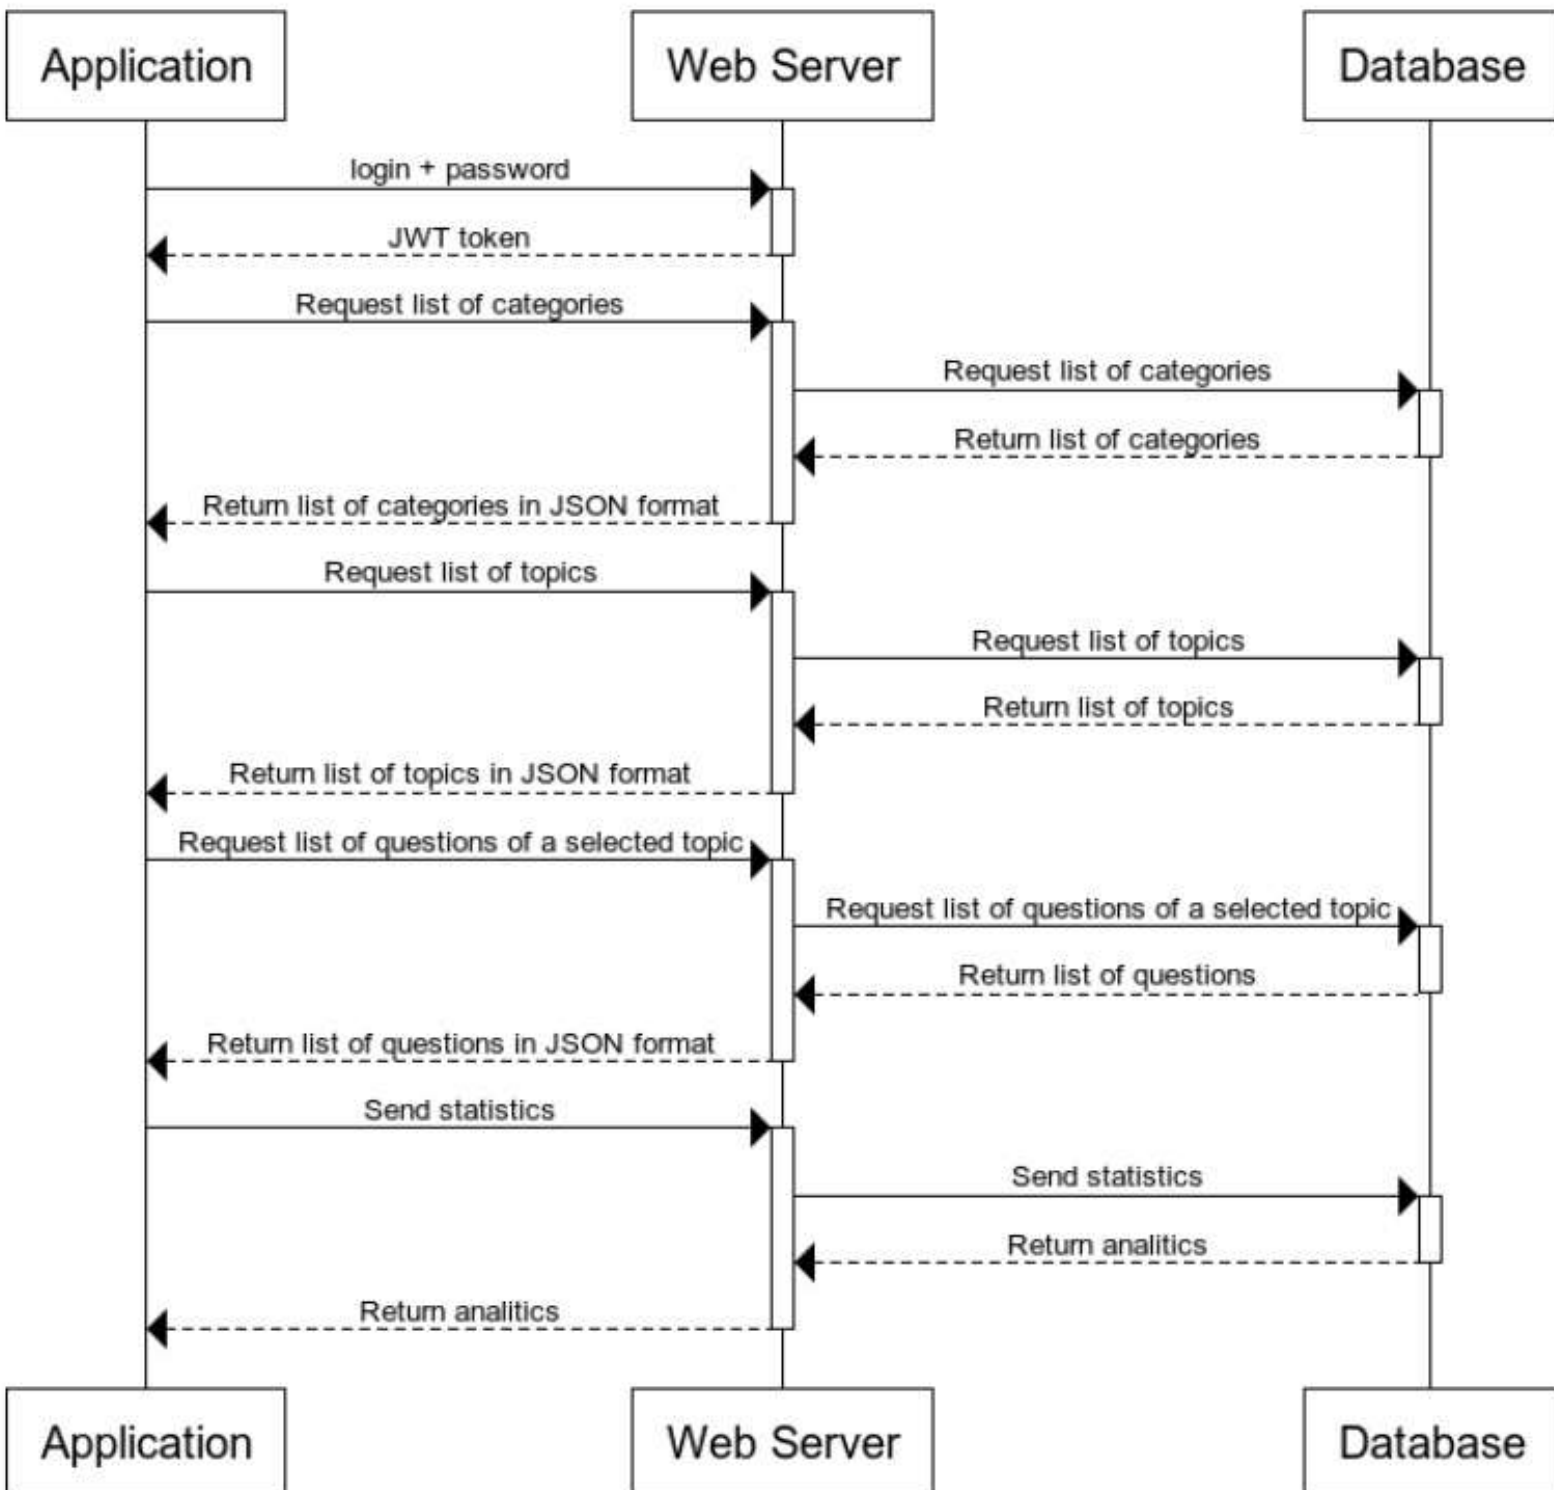 Application
Web Server
Database
login + password
JWT token
Request list of categories
Request list of categories
Return list of categories
Return list of categories in JSON format
Request list of topics
Request list of topics
Return list of topics
Return list of topics in JSON format
Request list of questions of a selected topic
Request list of questions of a selected topic
Return list of questions
Return list of questions in JSON format
Send statistics
Send statistics
Return analitics
Return analitics
Application
Web Server
Database